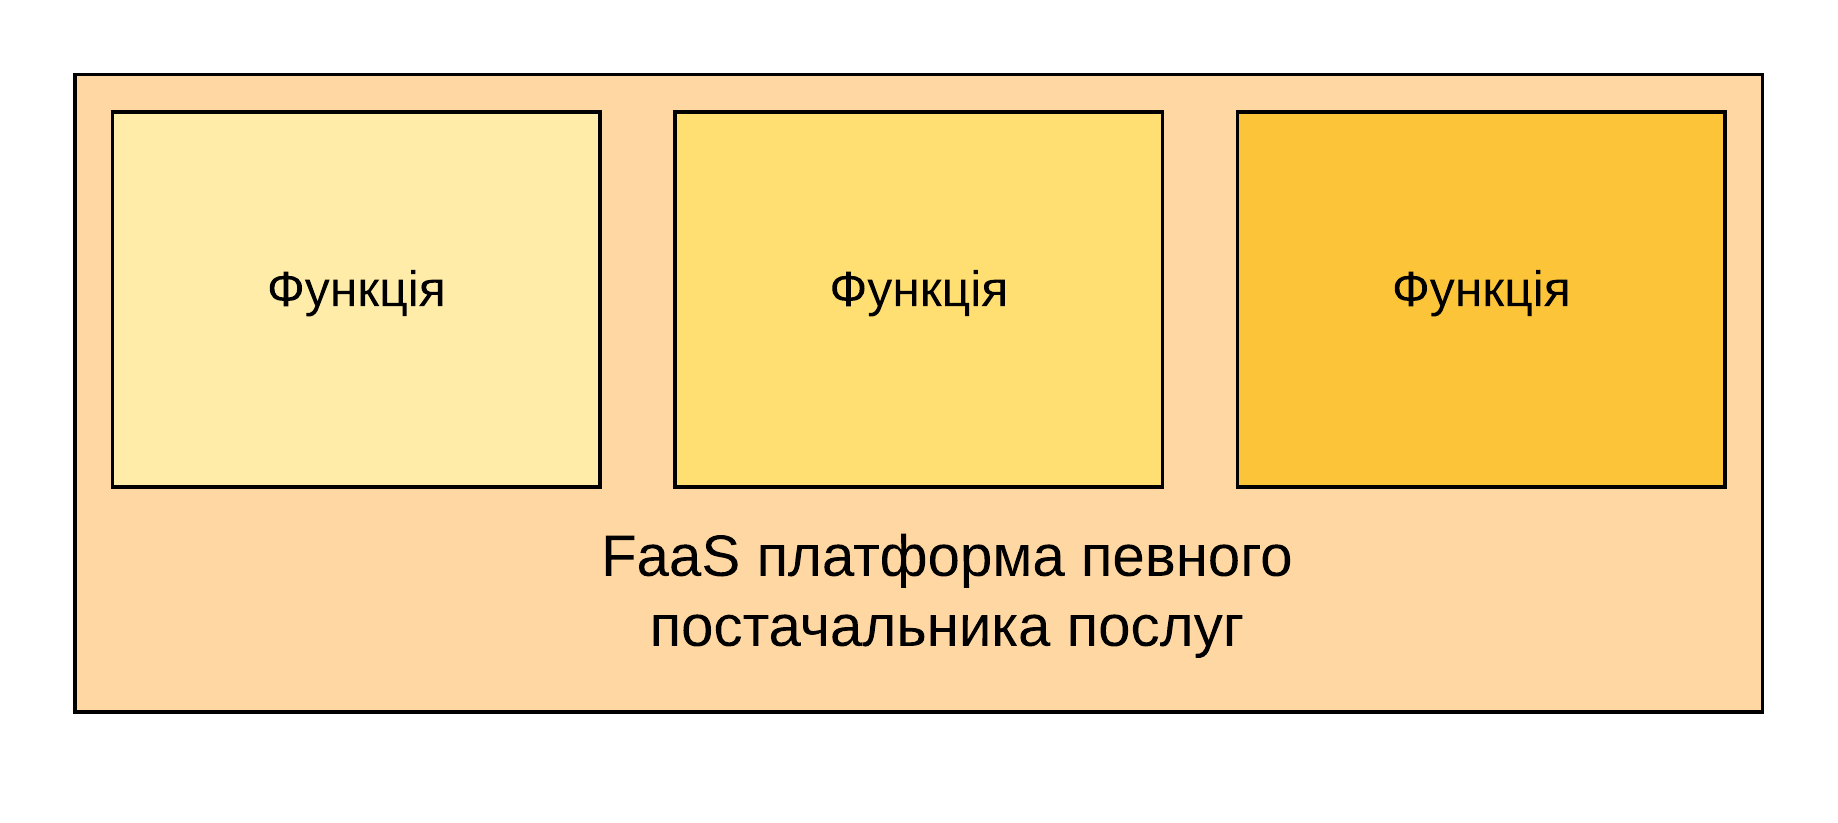 Функція
Функція
Функція
FaaS платформа певного
постачальника послуг